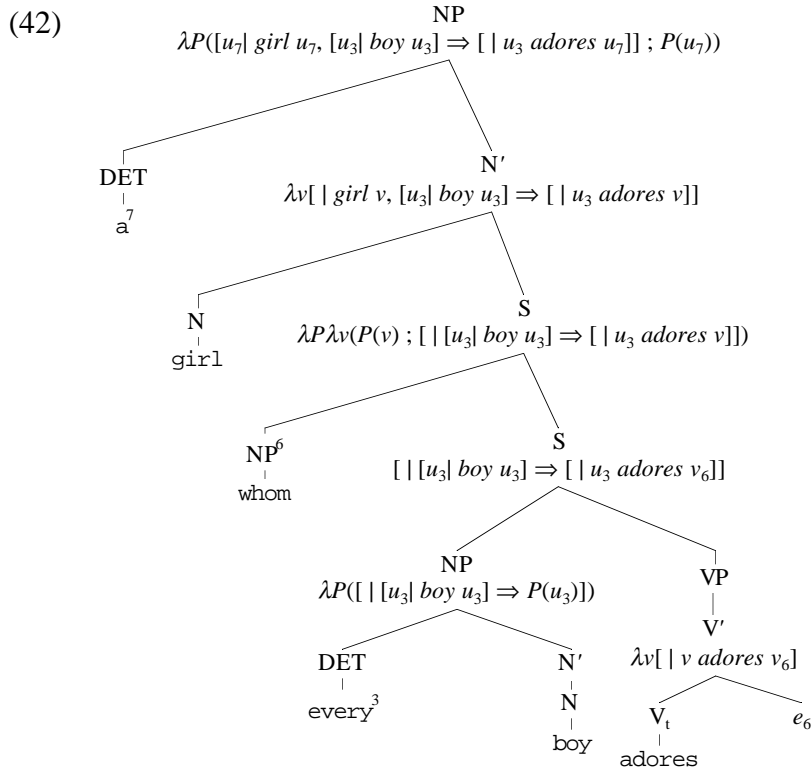 (42)
NP
λP([u₇| girl u₇, [u₃| boy u₃] ⇒ [ | u₃ adores u₇]] ; P(u₇))
DET N′
λv[ | girl v, [u₃| boy u₃] ⇒ [ | u₃ adores v]]
a⁷
N S
λPλv(P(v) ; [ | [u₃| boy u₃] ⇒ [ | u₃ adores v]])
girl
NP⁶ S
[ | [u₃| boy u₃] ⇒ [ | u₃ adores v₆]]
whom
NP VP
λP([ | [u₃| boy u₃] ⇒ P(u₃)])
V′
DET N′ λv[ | v adores v₆]
every³ N Vₜ e₆
boy adores